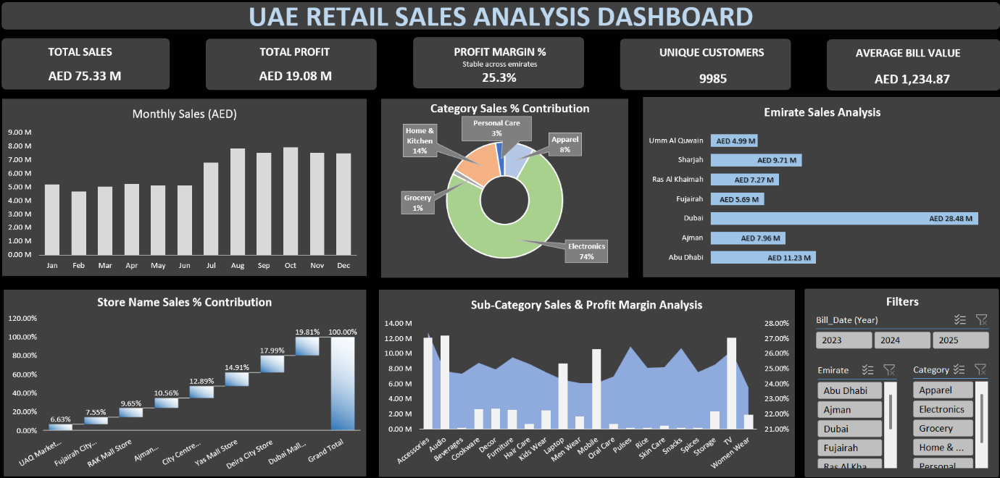 UAE RETAIL SALES ANALYSIS DASHBOARD
TOTAL SALES
AED 75.33 M
TOTAL PROFIT
AED 19.08 M
PROFIT MARGIN %
Stable across emirates
25.3%
UNIQUE CUSTOMERS
9985
AVERAGE BILL VALUE
AED 1,234.87
Monthly Sales (AED)
9.00 M
8.00 M
7.00 M
6.00 M
5.00 M
4.00 M
3.00 M
2.00 M
1.00 M
0.00 M
Jan Feb Mar Apr May Jun Jul Aug Sep Oct Nov Dec
Category Sales % Contribution
Personal Care
3%
Home &
Kitchen
14%
Apparel
8%
Grocery
1%
Electronics
74%
Emirate Sales Analysis
Umm Al Quwain AED 4.99 M
Sharjah AED 9.71 M
Ras Al Khaimah AED 7.27 M
Fujairah AED 5.69 M
Dubai AED 28.48 M
Ajman AED 7.96 M
Abu Dhabi AED 11.23 M
Store Name Sales % Contribution
120.00%
100.00%
80.00%
60.00%
40.00%
20.00%
0.00%
6.63% 7.55% 9.65% 10.56% 12.89% 14.91% 17.99% 19.81% 100.00%
UAQ Market...
Fujairah City...
RAK Mall Store
Ajman...
City Centre...
Yas Mall Store
Deira City Store
Dubai Mall...
Grand Total
Sub-Category Sales & Profit Margin Analysis
14.00 M
12.00 M
10.00 M
8.00 M
6.00 M
4.00 M
2.00 M
0.00 M
28.00%
27.00%
26.00%
25.00%
24.00%
23.00%
22.00%
21.00%
Accessories
Audio
Beverages
Cookware
Decor
Furniture
Hair Care
Kids Wear
Laptop
Men Wear
Mobile
Oral Care
Pulses
Rice
Skin Care
Snacks
Spices
Storage
TV
Women Wear
Filters
Bill_Date (Year)
2023 2024 2025
Emirate
Abu Dhabi
Ajman
Dubai
Fujairah
Ras Al Kha
Category
Apparel
Electronics
Grocery
Home & ...
Personal